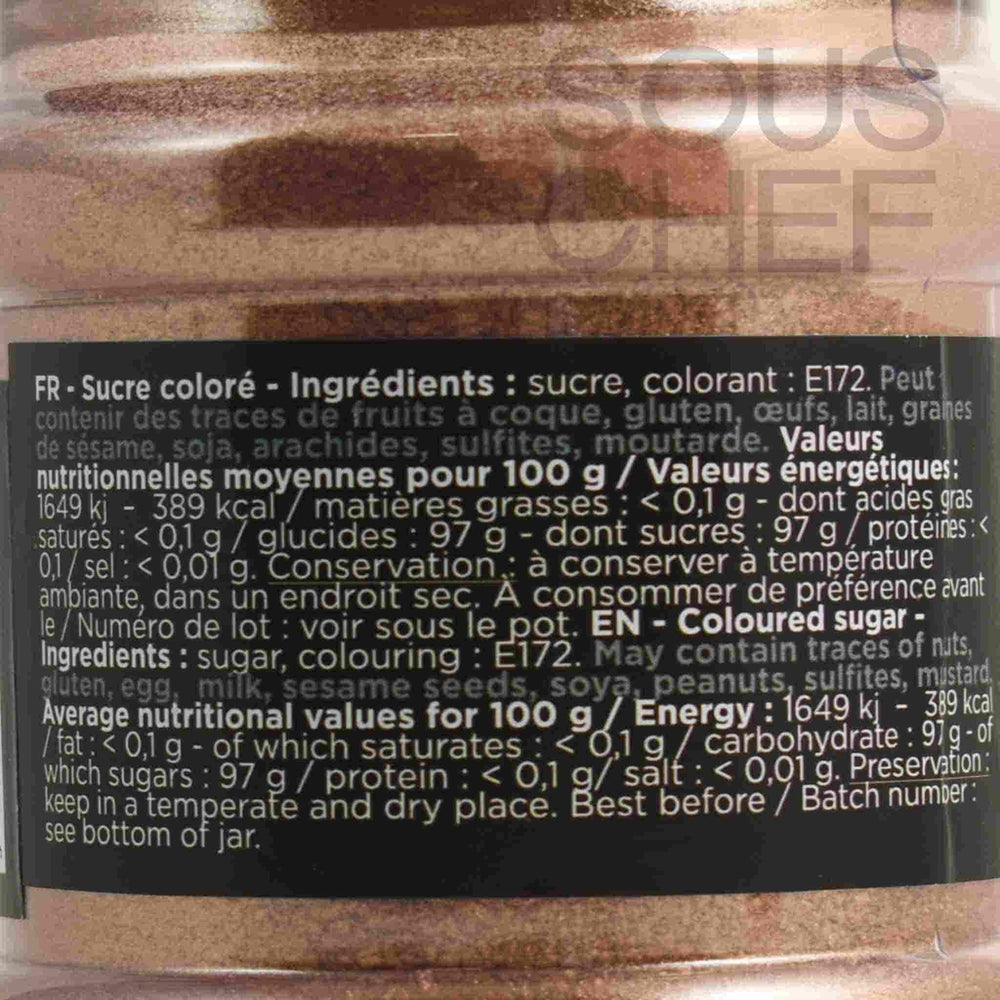 SOUS
CHEF
FR - Sucre coloré - Ingrédients : sucre, colorant : E172. Peut
contenir des traces de fruits à coque, gluten, œufs, lait, graines
de sésame, soja, arachides, sulfites, moutarde. Valeurs
nutritionnelles moyennes pour 100 g / Valeurs énergétiques:
1649 kj - 389 kcal / matières grasses : < 0,1 g - dont acides gras
saturés : < 0,1 g / glucides : 97 g - dont sucres : 97 g / protéines : <
0,1 / sel : < 0,01 g. Conservation : à conserver à température
ambiante, dans un endroit sec. À consommer de préférence avant
le / Numéro de lot : voir sous le pot. EN - Coloured sugar -
Ingredients : sugar, colouring : E172. May contain traces of nuts,
gluten, egg, milk, sesame seeds, soya, peanuts, sulfites, mustard.
Average nutritional values for 100 g / Energy : 1649 kj - 389 kcal
/ fat : < 0,1 g - of which saturates : < 0,1 g / carbohydrate : 97 g - of
which sugars : 97 g / protein : < 0,1 g/ salt : < 0,01 g. Preservation :
keep in a temperate and dry place. Best before / Batch number :
see bottom of jar.